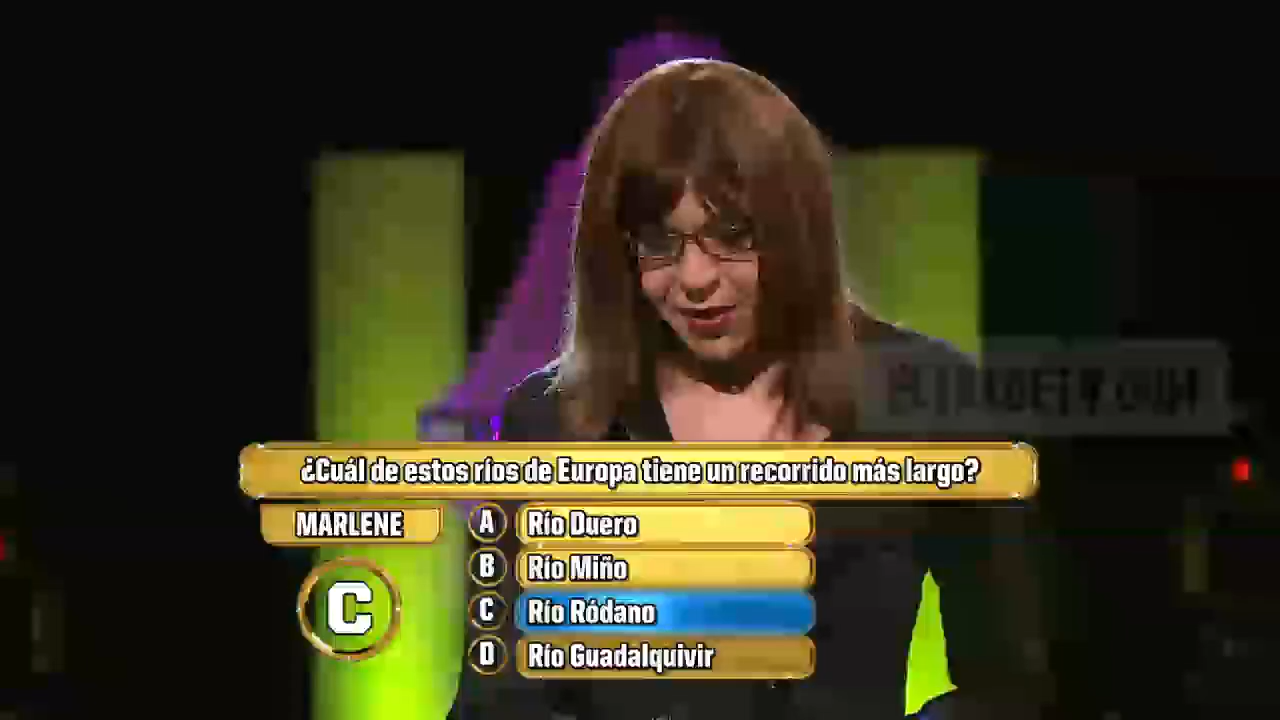 ¿Cuál de estos ríos de Europa tiene un recorrido más largo?
MARLENE
A Río Duero
B Río Miño
C
C Río Ródano
D Río Guadalquivir